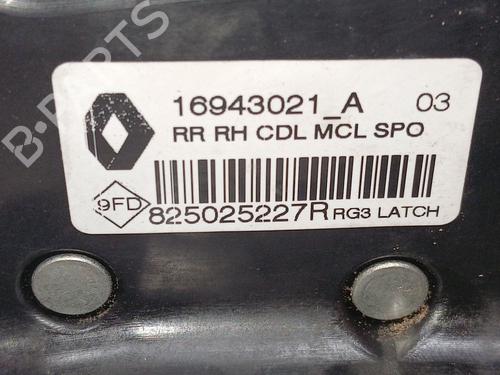 B-PARTS
16943021_A 03
RR RH CDL MCL SPO
9FD
825025227R RG3 LATCH